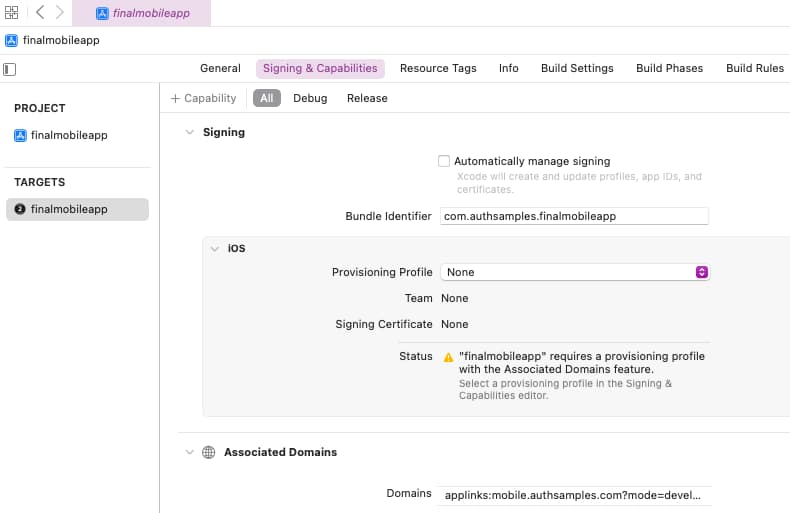 finalmobileapp
finalmobileapp
General Signing & Capabilities Resource Tags Info Build Settings Build Phases Build Rules
+ Capability All Debug Release
PROJECT
finalmobileapp
TARGETS
2 finalmobileapp
Signing
Automatically manage signing
Xcode will create and update profiles, app IDs, and
certificates.
Bundle Identifier com.authsamples.finalmobileapp
iOS
Provisioning Profile None
Team None
Signing Certificate None
Status "finalmobileapp" requires a provisioning profile
with the Associated Domains feature.
Select a provisioning profile in the Signing &
Capabilities editor.
Associated Domains
Domains applinks:mobile.authsamples.com?mode=devel...